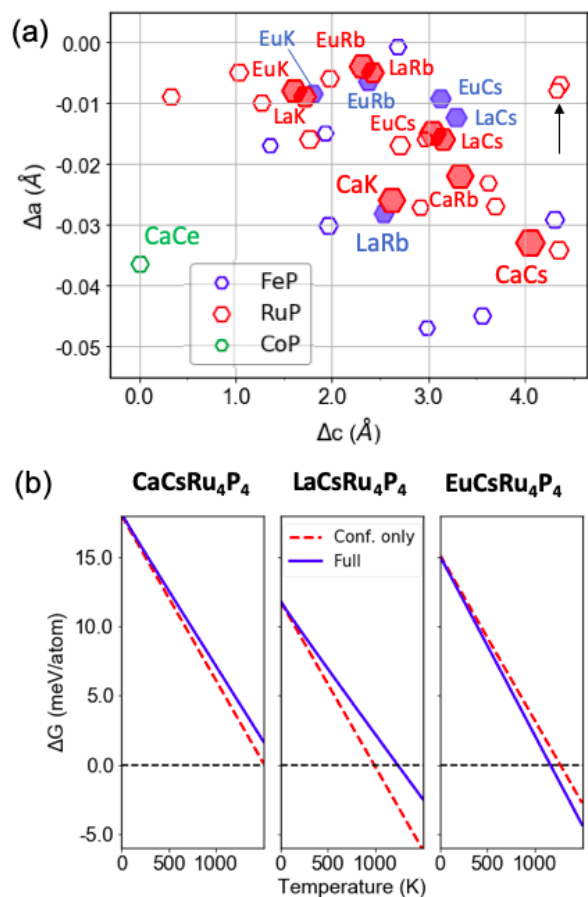 (a)
0.00
-0.01
-0.02
-0.03
-0.04
-0.05
Δa (Å)
EuK
EuRb
EuK
LaRb
EuCs
LaK
EuRb
LaCs
EuCs
LaCs
CaK
CaRb
CaCe
LaRb
CaCs
FeP
RuP
CoP
0.0 1.0 2.0 3.0 4.0
Δc (Å)
(b)
CaCsRu₄P₄ LaCsRu₄P₄ EuCsRu₄P₄
Conf. only
Full
15.0
10.0
5.0
0.0
-5.0
ΔG (meV/atom)
0 500 1000 0 500 1000 0 500 1000
Temperature (K)